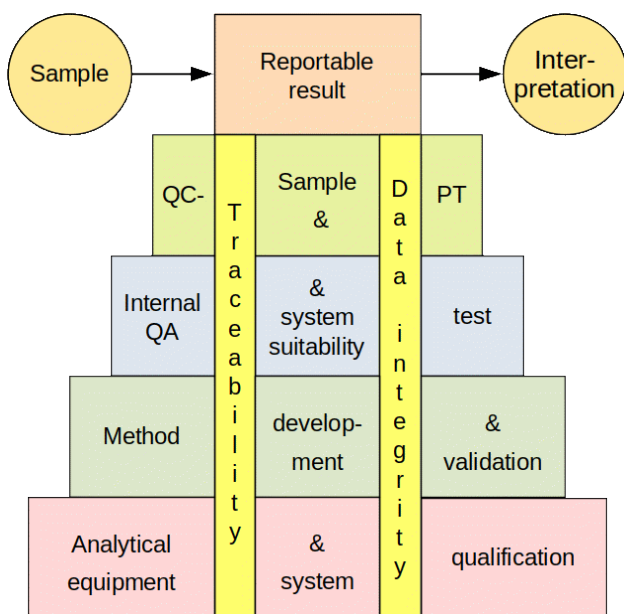 Sample
Reportable
result
Inter-
pretation
QC-
Sample
&
PT
Traceability
Data integrity
Internal
QA
&
system
suitability
test
Method
develop-
ment
&
validation
Analytical
equipment
&
system
qualification